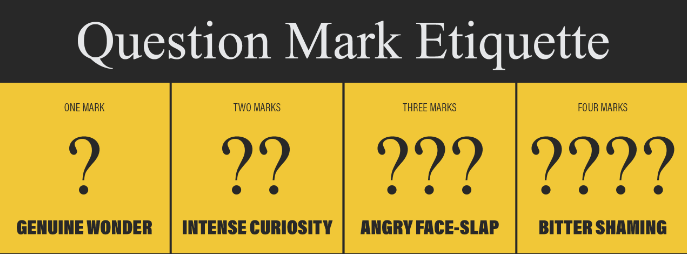 Question Mark Etiquette
ONE MARK
?
GENUINE WONDER
TWO MARKS
??
INTENSE CURIOSITY
THREE MARKS
???
ANGRY FACE-SLAP
FOUR MARKS
????
BITTER SHAMING